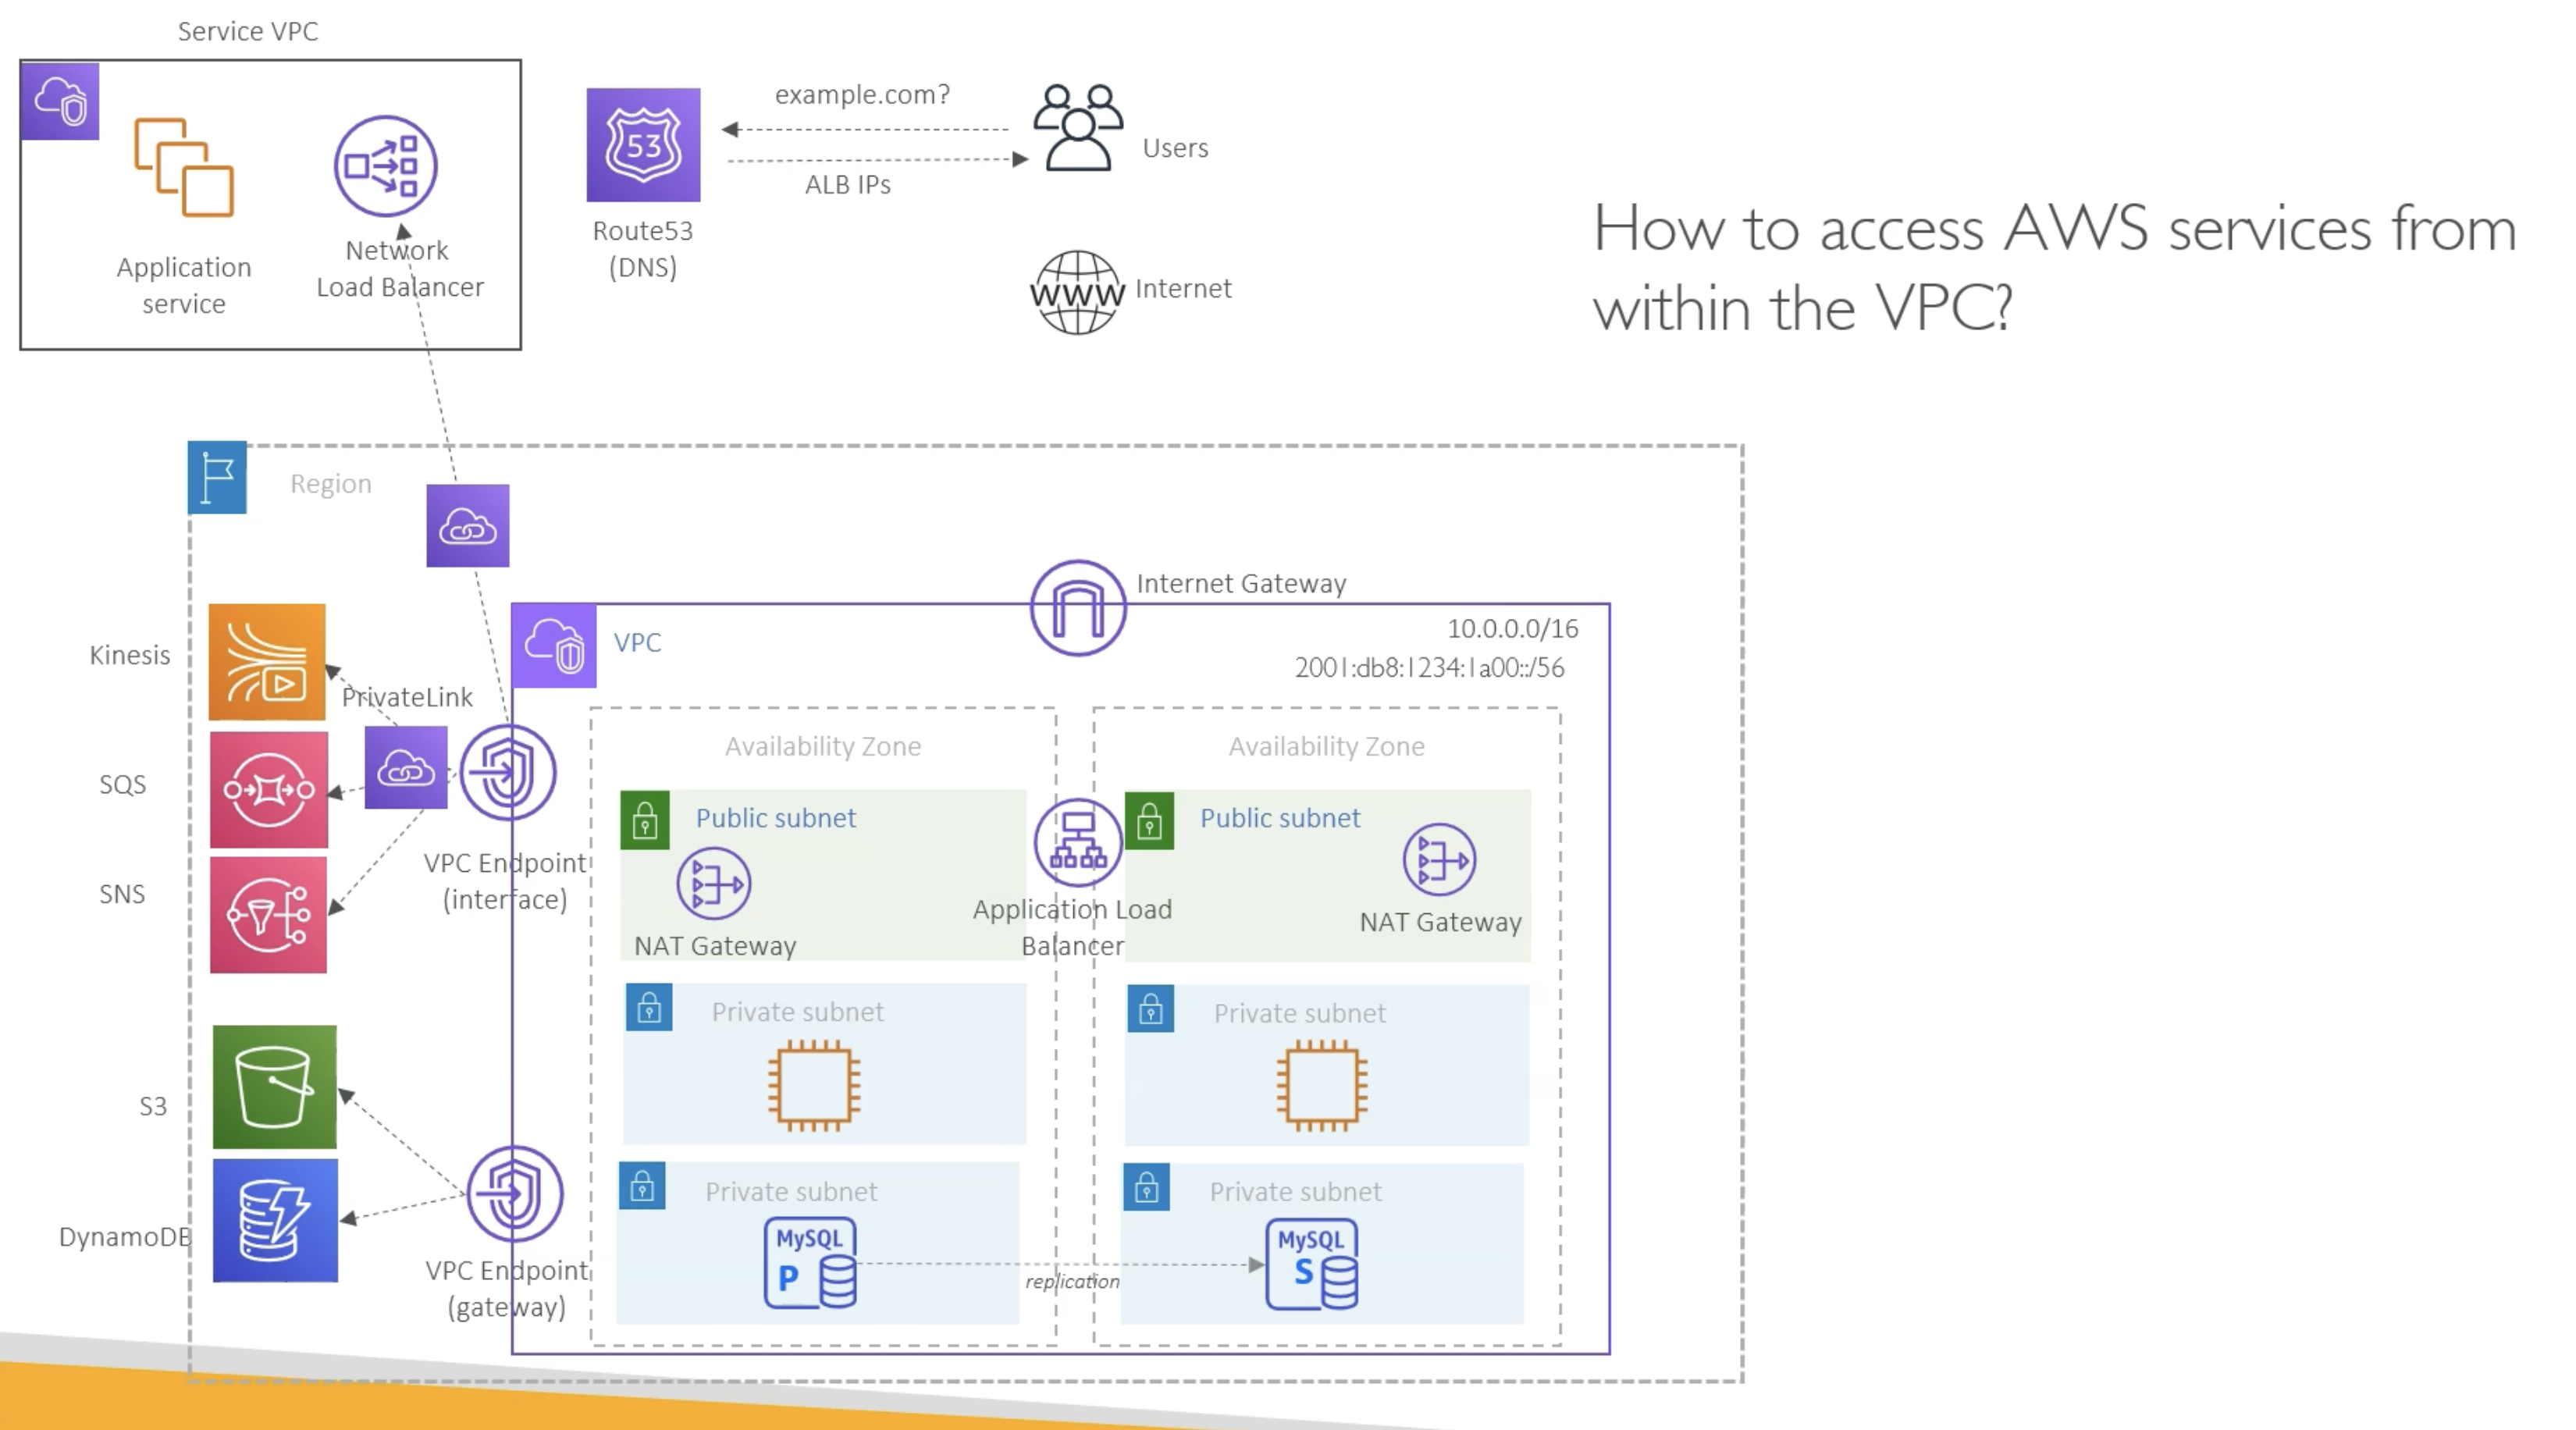 Service VPC
Application
service
Network
Load Balancer
53
Route53
(DNS)
example.com?
ALB IPs
Users
WWW
Internet
How to access AWS services from
within the VPC?
Region
Internet Gateway
VPC
10.0.0.0/16
2001:db8:1234:1a00::/56
Kinesis
PrivateLink
SQS
SNS
VPC Endpoint
(interface)
S3
DynamoDB
VPC Endpoint
(gateway)
Availability Zone
Public subnet
NAT Gateway
Application Load
Balancer
Private subnet
Private subnet
MySQL
P
replication
Availability Zone
Public subnet
NAT Gateway
Private subnet
Private subnet
MySQL
S